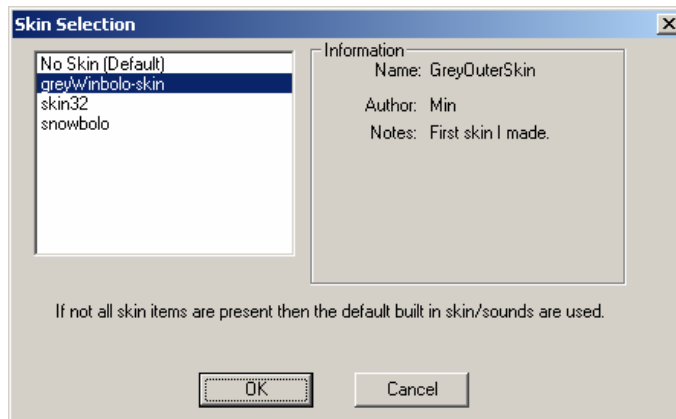 Skin Selection
No Skin (Default)
greyWinbolo-skin
skin32
snowbolo
Information
Name: GreyOuterSkin
Author: Min
Notes: First skin I made.
If not all skin items are present then the default built in skin/sounds are used.
OK
Cancel